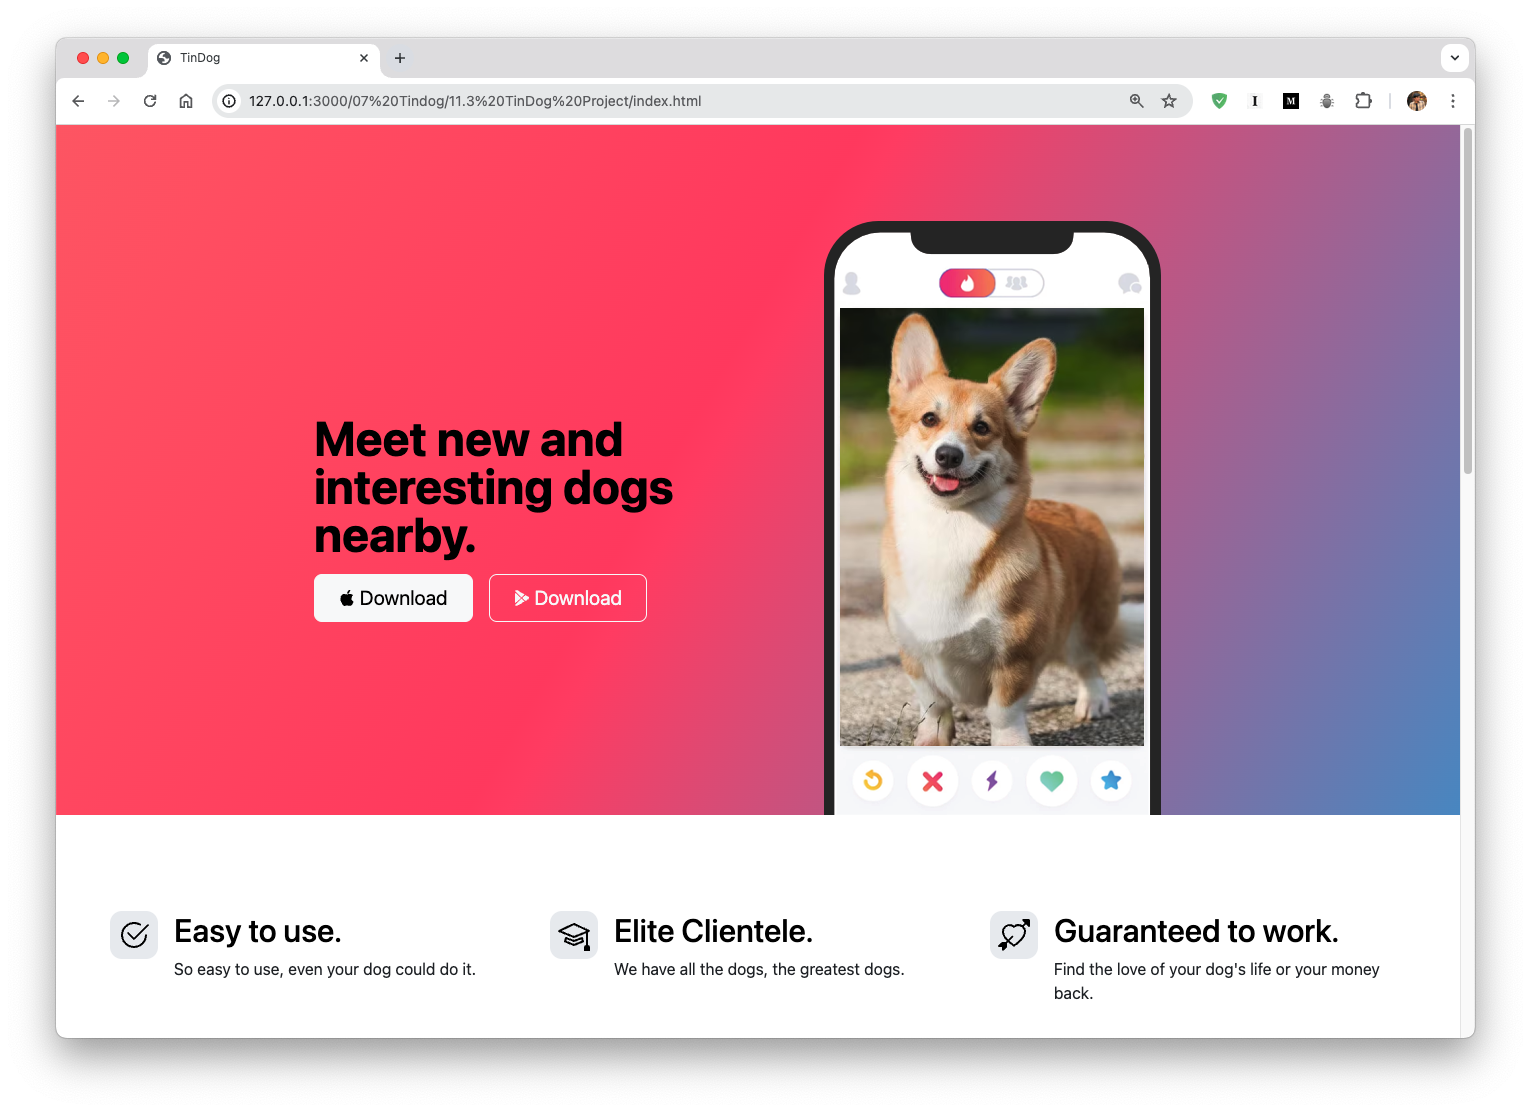 TinDog
127.0.0.1:3000/07%20Tindog/11.3%20TinDog%20Project/index.html
I
M
Meet new and
interesting dogs
nearby.
Download
Download
Easy to use.
So easy to use, even your dog could do it.
Elite Clientele.
We have all the dogs, the greatest dogs.
Guaranteed to work.
Find the love of your dog's life or your money
back.